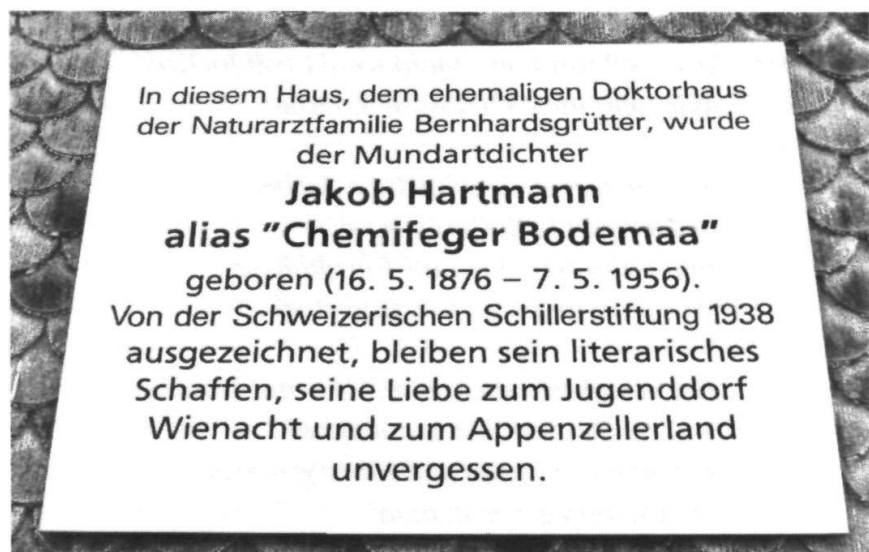 In diesem Haus, dem ehemaligen Doktorhaus
der Naturarztfamilie Bernhardsgrütter, wurde
der Mundartdichter
Jakob Hartmann
alias "Chemifeger Bodemaa"
geboren (16. 5. 1876 – 7. 5. 1956).
Von der Schweizerischen Schillerstiftung 1938
ausgezeichnet, bleiben sein literarisches
Schaffen, seine Liebe zum Jugenddorf
Wienacht und zum Appenzellerland
unvergessen.